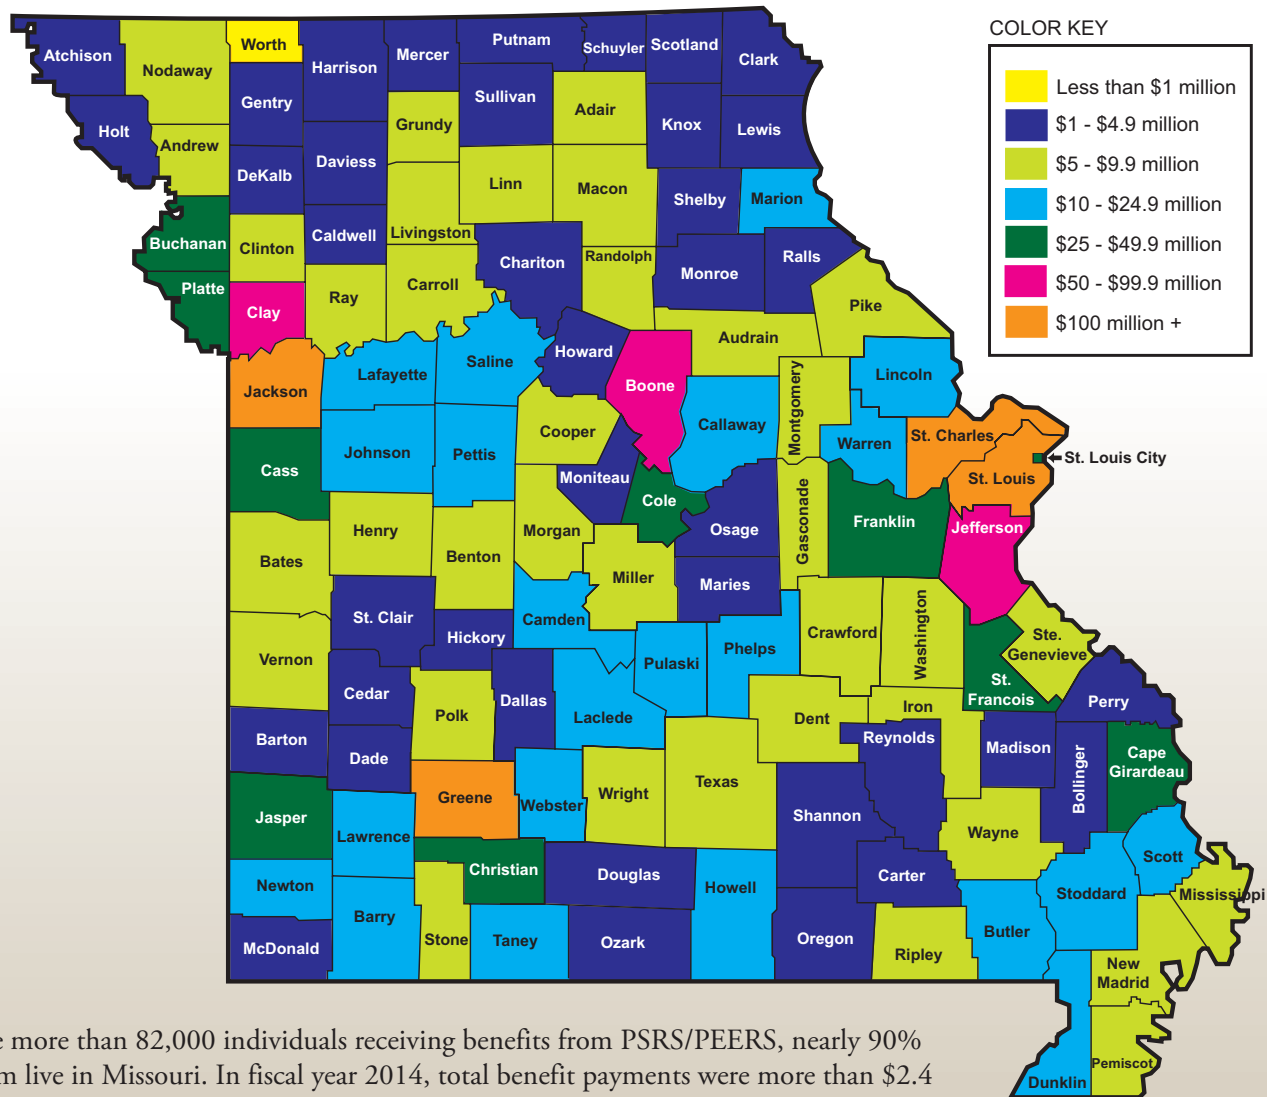 COLOR KEY
Less than $1 million
$1 - $4.9 million
$5 - $9.9 million
$10 - $24.9 million
$25 - $49.9 million
$50 - $99.9 million
$100 million +
Atchison
Nodaway
Worth
Harrison
Mercer
Putnam
Schuyler
Scotland
Clark
Holt
Andrew
Gentry
DeKalb
Daviess
Grundy
Sullivan
Adair
Knox
Lewis
Buchanan
Clinton
Caldwell
Livingston
Linn
Macon
Shelby
Marion
Platte
Clay
Ray
Carroll
Chariton
Randolph
Monroe
Ralls
Pike
Audrain
Jackson
Lafayette
Saline
Howard
Boone
Callaway
Montgomery
Lincoln
Warren
St. Charles
St. Louis City
St. Louis
Cass
Johnson
Pettis
Cooper
Moniteau
Cole
Osage
Gasconade
Franklin
Jefferson
Bates
Henry
Benton
Morgan
Miller
Maries
St. Clair
Hickory
Camden
Pulaski
Phelps
Crawford
Washington
Ste.
Genevieve
St.
Francois
Perry
Vernon
Cedar
Polk
Dallas
Laclede
Dent
Iron
Reynolds
Madison
Bollinger
Cape
Girardeau
Barton
Dade
Greene
Webster
Wright
Texas
Shannon
Wayne
Jasper
Lawrence
Christian
Douglas
Howell
Carter
Stoddard
Scott
Mississippi
Newton
Barry
Stone
Taney
Ozark
Oregon
Ripley
Butler
New
Madrid
McDonald
Dunklin
Pemiscot
more than 82,000 individuals receiving benefits from PSRS/PEERS, nearly 90%
live in Missouri. In fiscal year 2014, total benefit payments were more than $2.4